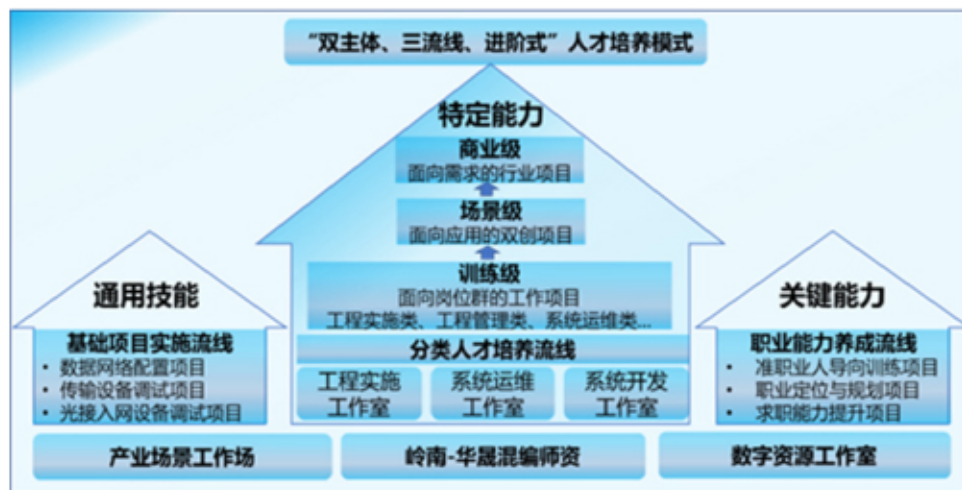 “双主体、三流线、进阶式”人才培养模式
特定能力
商业级
面向需求的行业项目
场景级
面向应用的双创项目
训练级
面向岗位群的工作项目
工程实施类、工程管理类、系统运维类...
分类人才培养流线
工程实施
工作室
系统运维
工作室
系统开发
工作室
通用技能
基础项目实施流线
• 数据网络配置项目
• 传输设备调试项目
• 光接入网设备调试项目
关键能力
职业能力养成流线
• 准职业人导向训练项目
• 职业定位与规划项目
• 求职能力提升项目
产业场景工作场
岭南-华晟混编师资
数字资源工作室